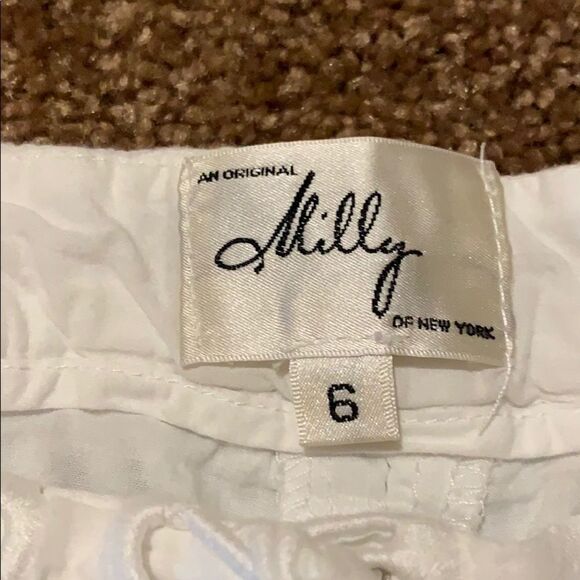 AN ORIGINAL
Milly
OF NEW YORK
6